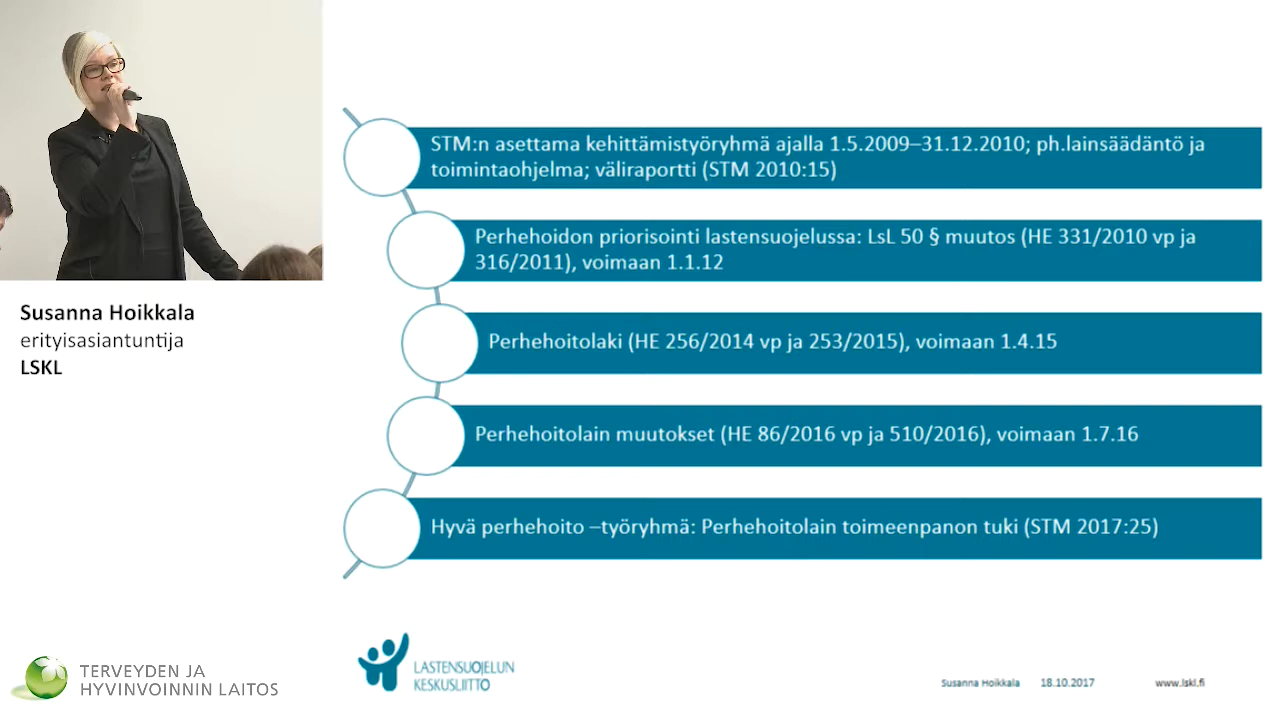 STM:n asettama kehittämistyöryhmä ajalla 1.5.2009–31.12.2010; ph.lainsäädäntö ja
toimintaohjelma; väliraportti (STM 2010:15)
Perhehoidon priorisointi lastensuojelussa: LsL 50 § muutos (HE 331/2010 vp ja
316/2011), voimaan 1.1.12
Perhehoitolaki (HE 256/2014 vp ja 253/2015), voimaan 1.4.15
Perhehoitolain muutokset (HE 86/2016 vp ja 510/2016), voimaan 1.7.16
Hyvä perhehoito –työryhmä: Perhehoitolain toimeenpanon tuki (STM 2017:25)
Susanna Hoikkala
erityisasiantuntija
LSKL
TERVEYDEN JA
HYVINVOINNIN LAITOS
LASTENSUOJELUN
KESKUSLIITTO
Susanna Hoikkala 18.10.2017 www.lskl.fi